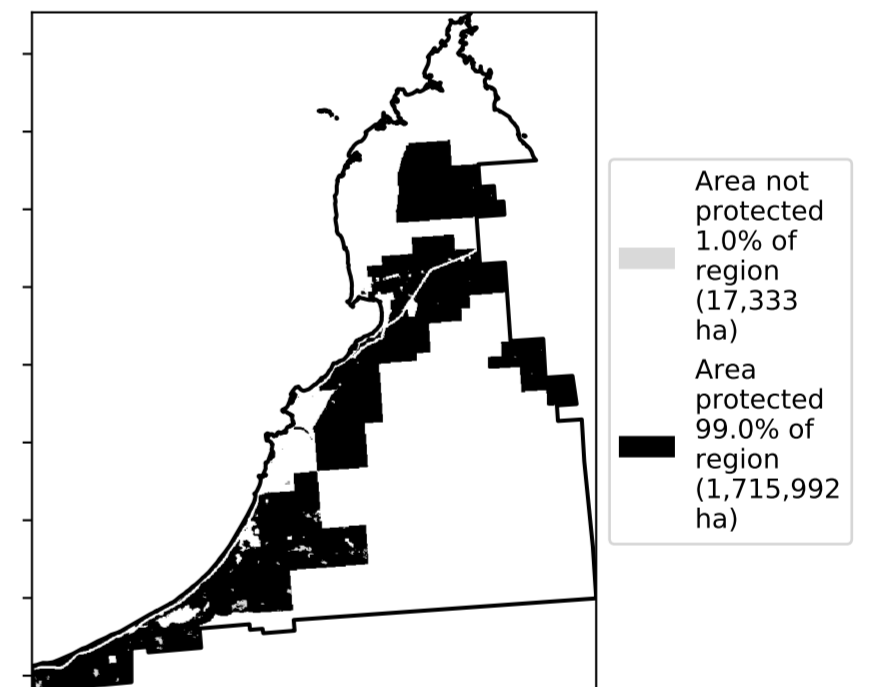 Area not
protected
1.0% of
region
(17,333
ha)
Area
protected
99.0% of
region
(1,715,992
ha)